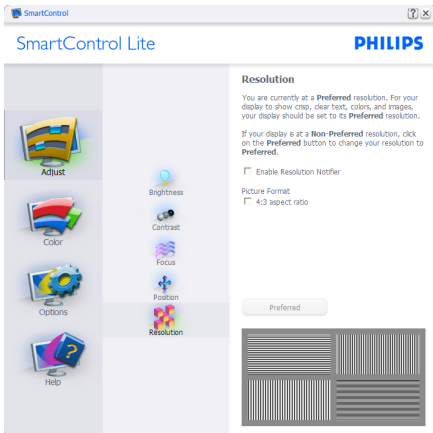 SmartControl
SmartControl Lite
PHILIPS
Adjust
Color
Options
Help
Brightness
Contrast
Focus
Position
Resolution
Resolution
You are currently at a Preferred resolution. For your
display to show crisp, clear text, colors, and images,
your display should be set to its Preferred resolution.
If your display is at a Non-Preferred resolution, click
on the Preferred button to change your resolution to
Preferred.
Enable Resolution Notifier
Picture Format
4:3 aspect ratio
Preferred